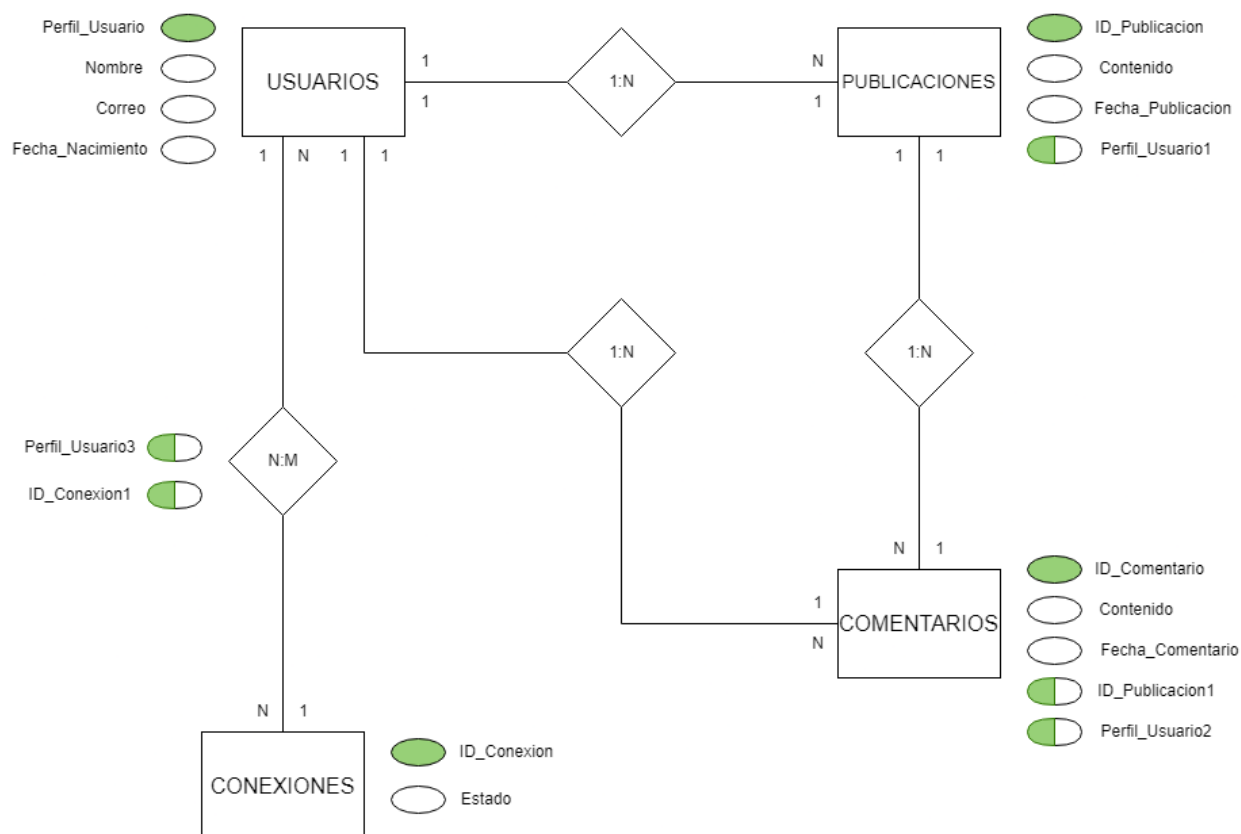 Perfil_Usuario
Nombre
Correo
Fecha_Nacimiento
USUARIOS
1
1
1:N
N
1
PUBLICACIONES
ID_Publicacion
Contenido
Fecha_Publicacion
Perfil_Usuario1
1
N
1
1
1
1
1:N
1:N
Perfil_Usuario3
ID_Conexion1
N:M
N
1
1
N
COMENTARIOS
ID_Comentario
Contenido
Fecha_Comentario
ID_Publicacion1
Perfil_Usuario2
N
1
CONEXIONES
ID_Conexion
Estado